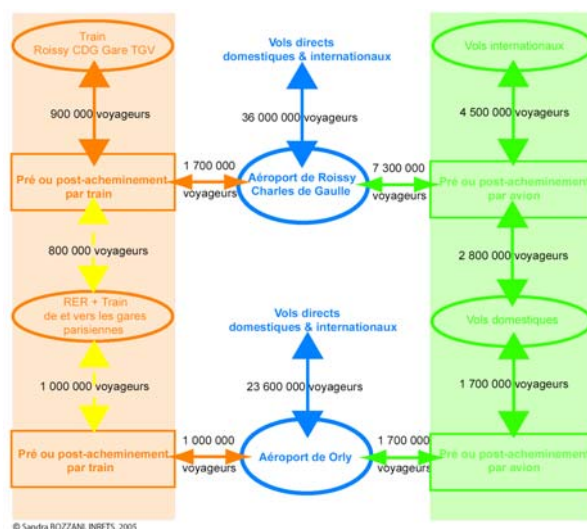 Train
Roissy CDG Gare TGV
Vols directs
domestiques & internationaux
Vols internationaux
900 000 voyageurs
36 000 000 voyageurs
4 500 000 voyageurs
Pré ou post-acheminement
par train
1 700 000
voyageurs
Aéroport de Roissy
Charles de Gaulle
7 300 000
voyageurs
Pré ou post-acheminement
par avion
800 000 voyageurs
2 800 000 voyageurs
RER + Train
de et vers les gares
parisiennes
Vols directs
domestiques & internationaux
Vols domestiques
1 000 000 voyageurs
23 600 000 voyageurs
1 700 000 voyageurs
Pré ou post-acheminement
par train
1 000 000
voyageurs
Aéroport de Orly
1 700 000
voyageurs
Pré ou post-acheminement
par avion
© Sandra BOZZANI, INRETS, 2005